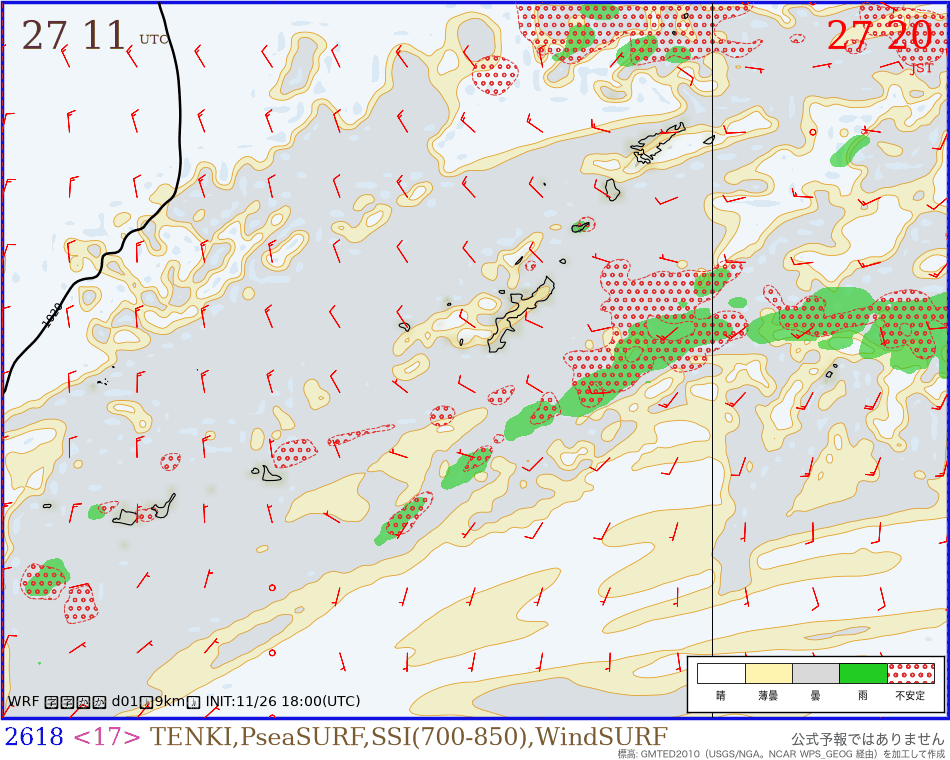 27 11 UTC
27 20
JST
1020
WRF d01 9km INIT:11/26 18:00(UTC)
晴 薄曇 曇 雨 不安定
2618 <17> TENKI,PseaSURF,SSI(700-850),WindSURF
公式予報ではありません
標高: GMTED2010（USGS/NGA。NCAR WPS_GEOG 経由）を加工して作成